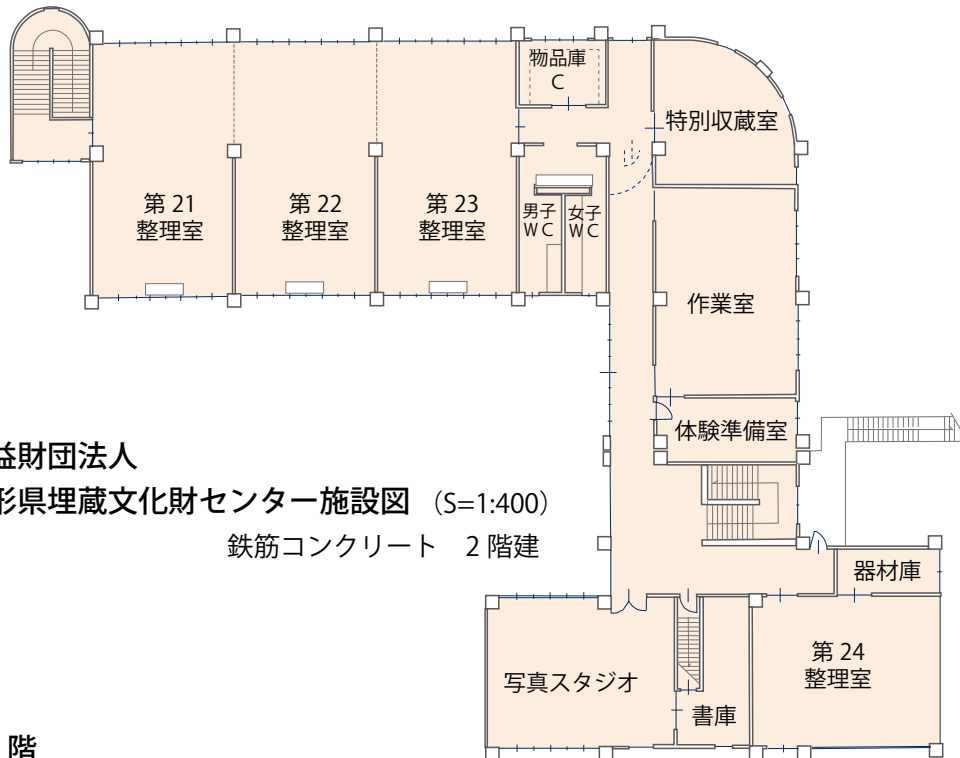 物品庫
C
特別収蔵室
第 21
整理室
第 22
整理室
第 23
整理室
男子
WC
女子
WC
作業室
体験準備室
益財団法人
形県埋蔵文化財センター施設図 （S=1:400）
鉄筋コンクリート　2 階建
器材庫
第 24
整理室
写真スタジオ
書庫
階